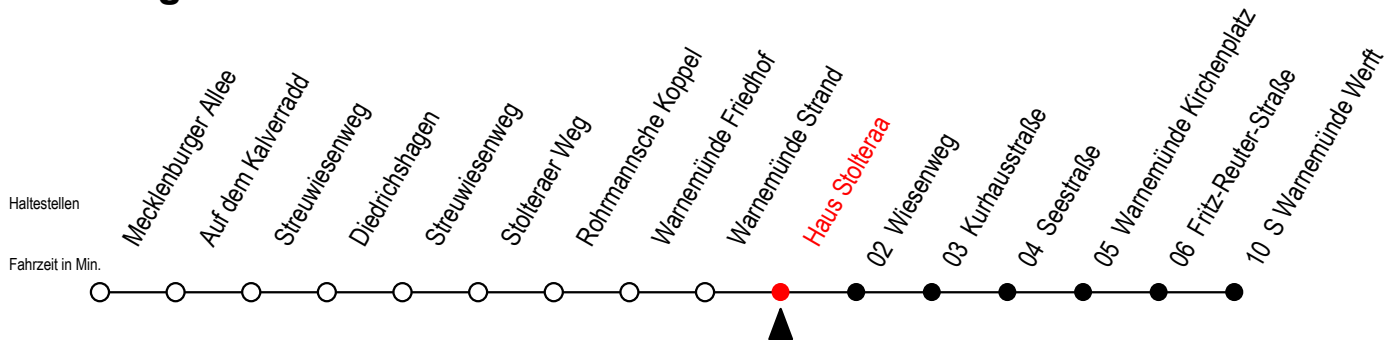 Haltestellen
Fahrzeit in Min.
Mecklenburger Allee
Auf dem Kalverradd
Streuwiesenweg
Diedrichshagen
Streuwiesenweg
Stolteraer Weg
Rohrmannsche Koppel
Warnemünde Friedhof
Warnemünde Strand
Haus Stolteraa
02 Wiesenweg
03 Kurhausstraße
04 Seestraße
05 Warnemünde Kirchenplatz
06 Fritz-Reuter-Straße
10 S Warnemünde Werft